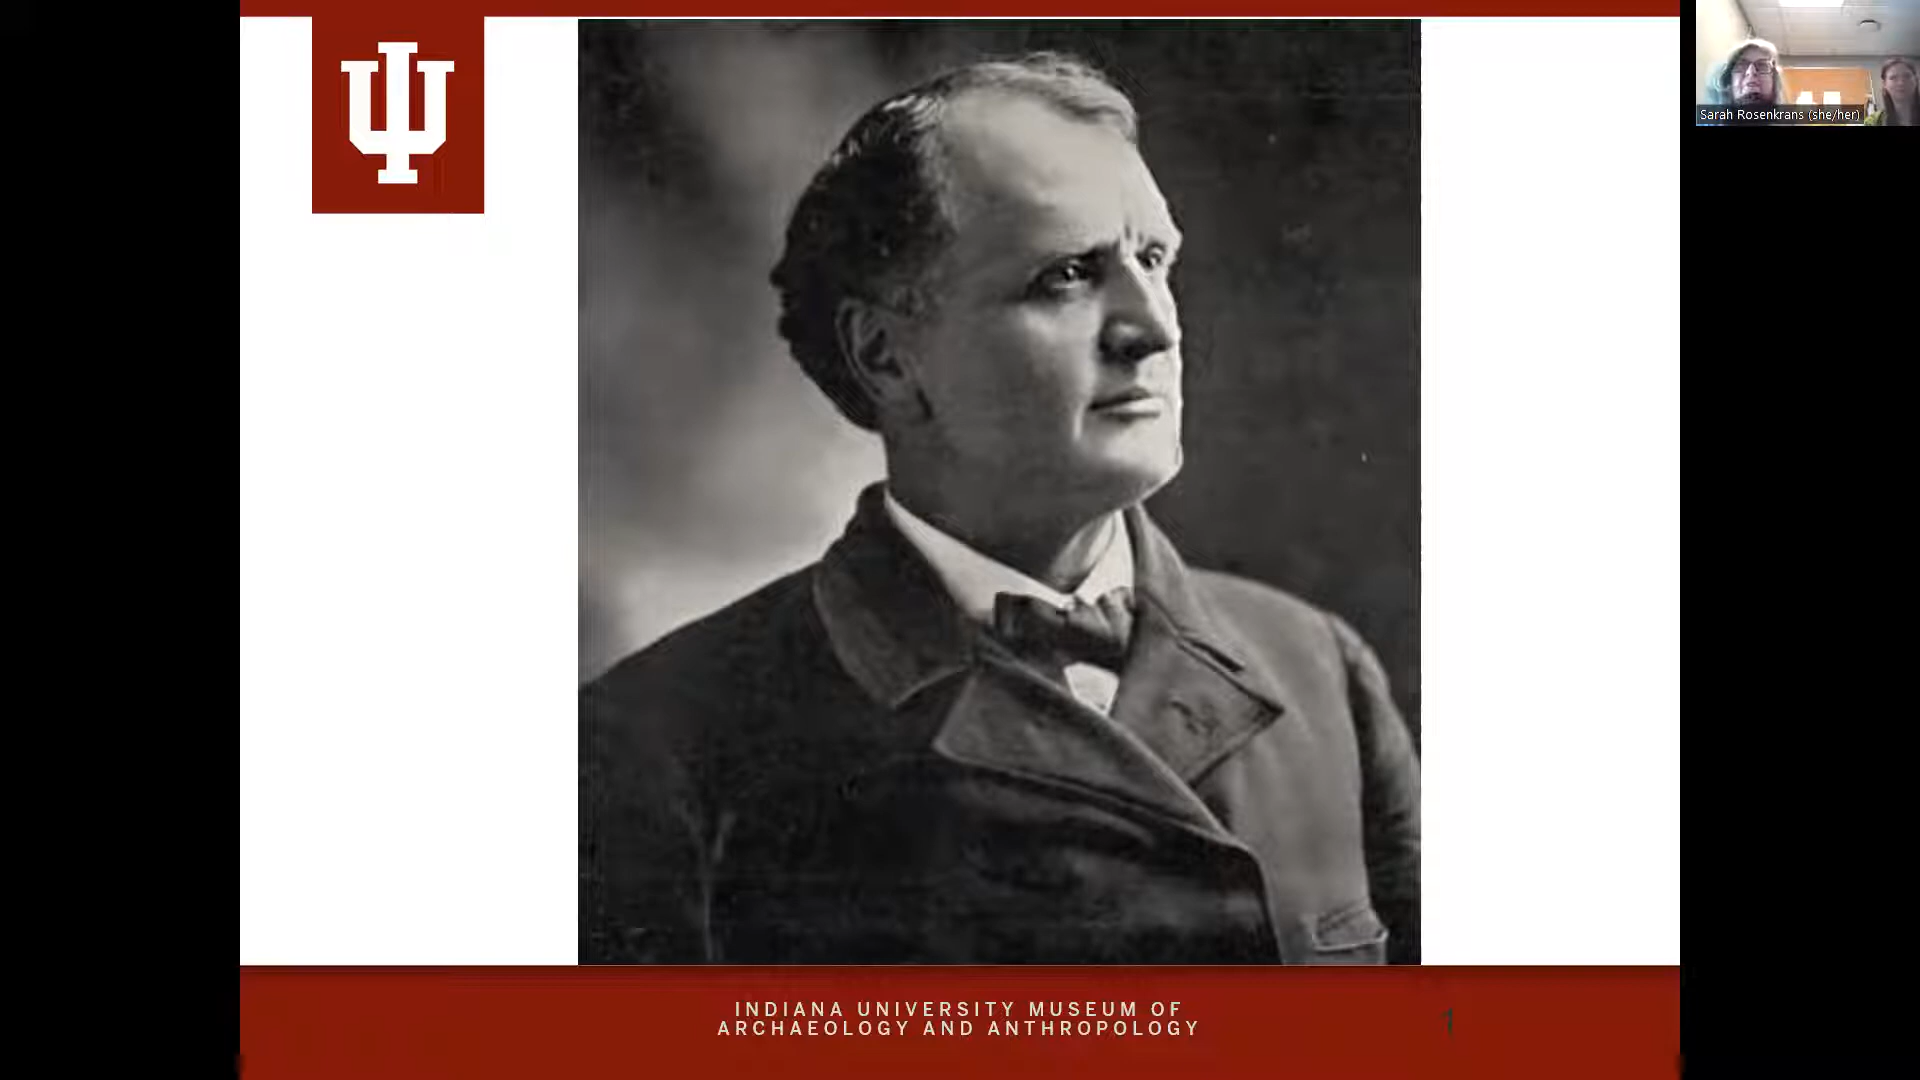 Sarah Rosenkrans (she/her)
INDIANA UNIVERSITY MUSEUM OF
ARCHAEOLOGY AND ANTHROPOLOGY
1